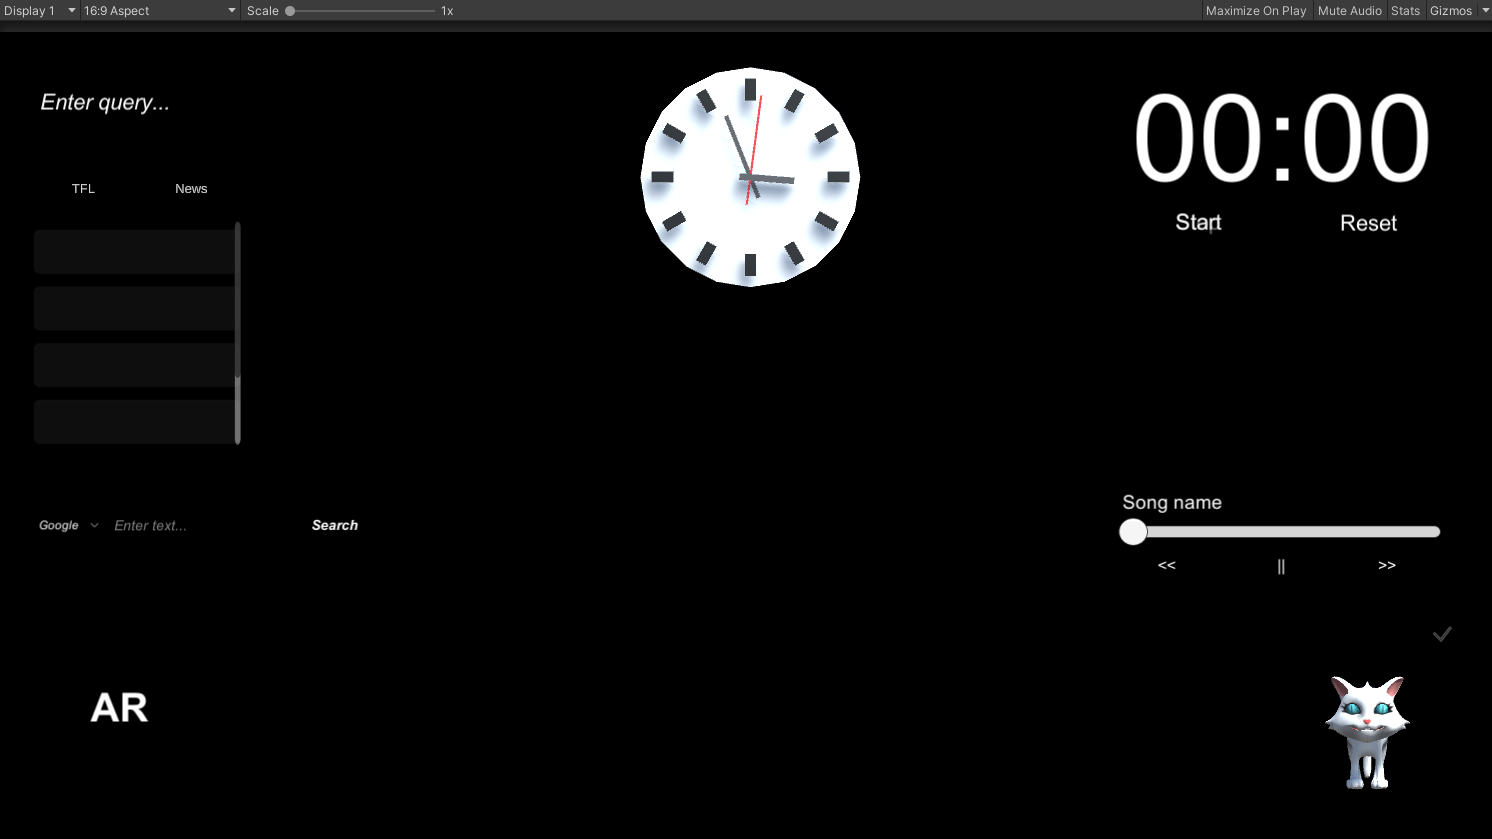 Display 1 16:9 Aspect Scale 1x Maximize On Play Mute Audio Stats Gizmos
Enter query...
00:00
Start Reset
TFL News
Song name
<< || >>
Google Enter text... Search
AR